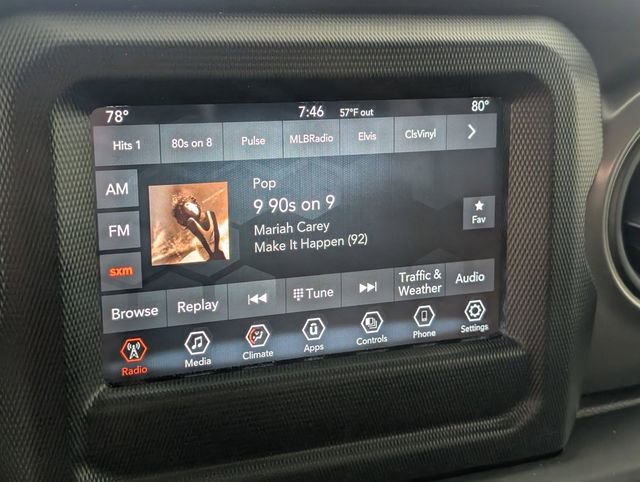 78° 7:46 57°F out 80°
Hits 1 80s on 8 Pulse MLBRadio Elvis ClsVinyl
AM
FM
sxm
Pop
9 90s on 9
Mariah Carey
Make It Happen (92)
Fav
Browse Replay Tune Traffic & Weather Audio
Radio Media Climate Apps Controls Phone Settings